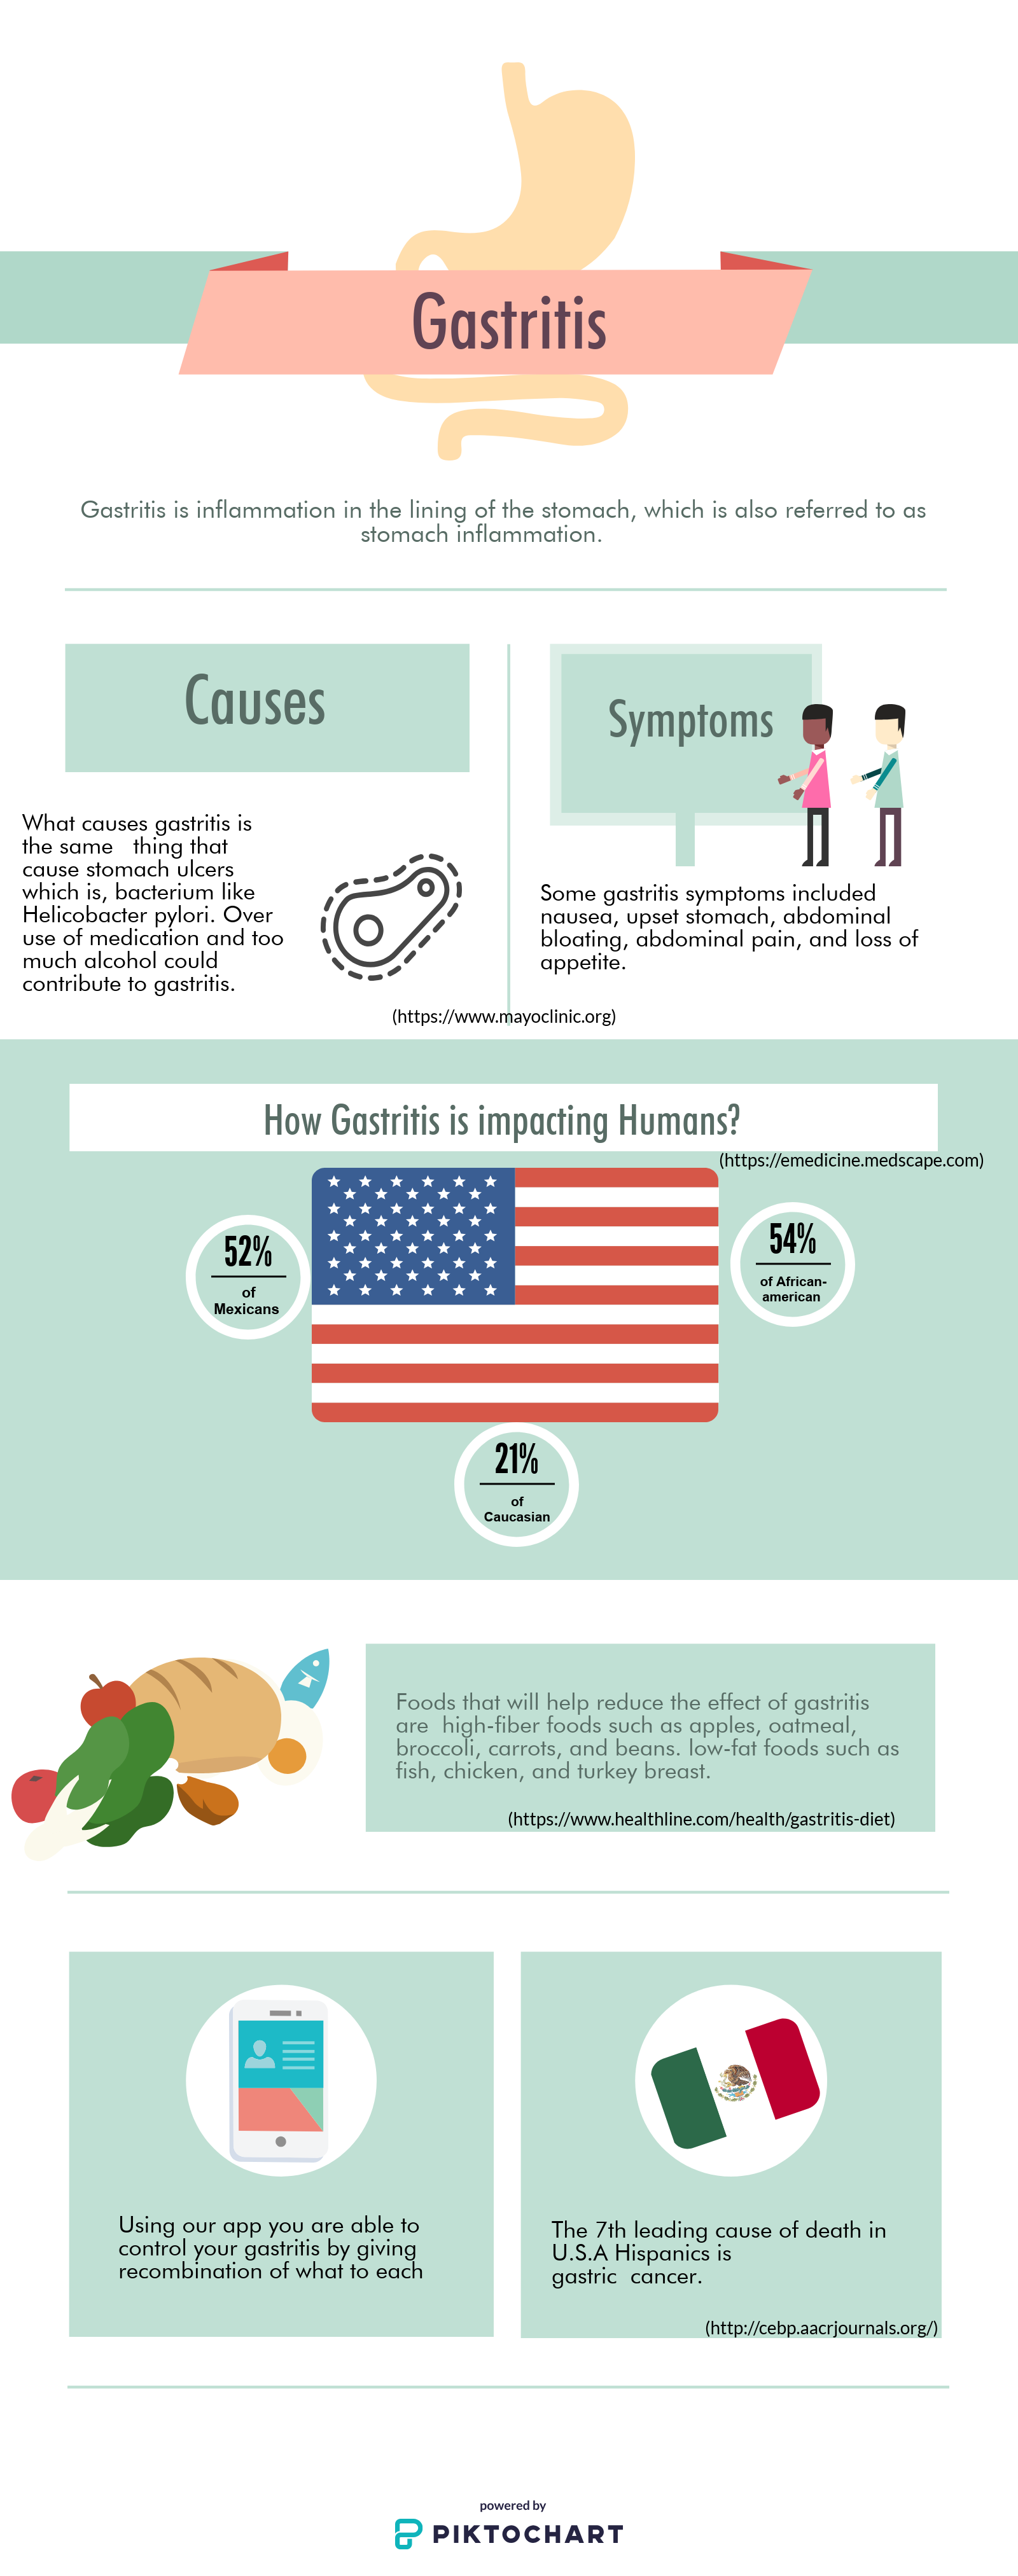 Gastritis
Gastritis is inflammation in the lining of the stomach, which is also referred to as
stomach inflammation.
Causes
What causes gastritis is
the same thing that
cause stomach ulcers
which is, bacterium like
Helicobacter pylori. Over
use of medication and too
much alcohol could
contribute to gastritis.
Symptoms
Some gastritis symptoms included
nausea, upset stomach, abdominal
bloating, abdominal pain, and loss of
appetite.
(https://www.mayoclinic.org)
How Gastritis is impacting Humans?
(https://emedicine.medscape.com)
52%
of
Mexicans
54%
of African-
american
21%
of
Caucasian
Foods that will help reduce the effect of gastritis
are high-fiber foods such as apples, oatmeal,
broccoli, carrots, and beans. low-fat foods such as
fish, chicken, and turkey breast.
(https://www.healthline.com/health/gastritis-diet)
Using our app you are able to
control your gastritis by giving
recombination of what to each
The 7th leading cause of death in
U.S.A Hispanics is
gastric cancer.
(http://cebp.aacrjournals.org/)
powered by
PIKTOCHART